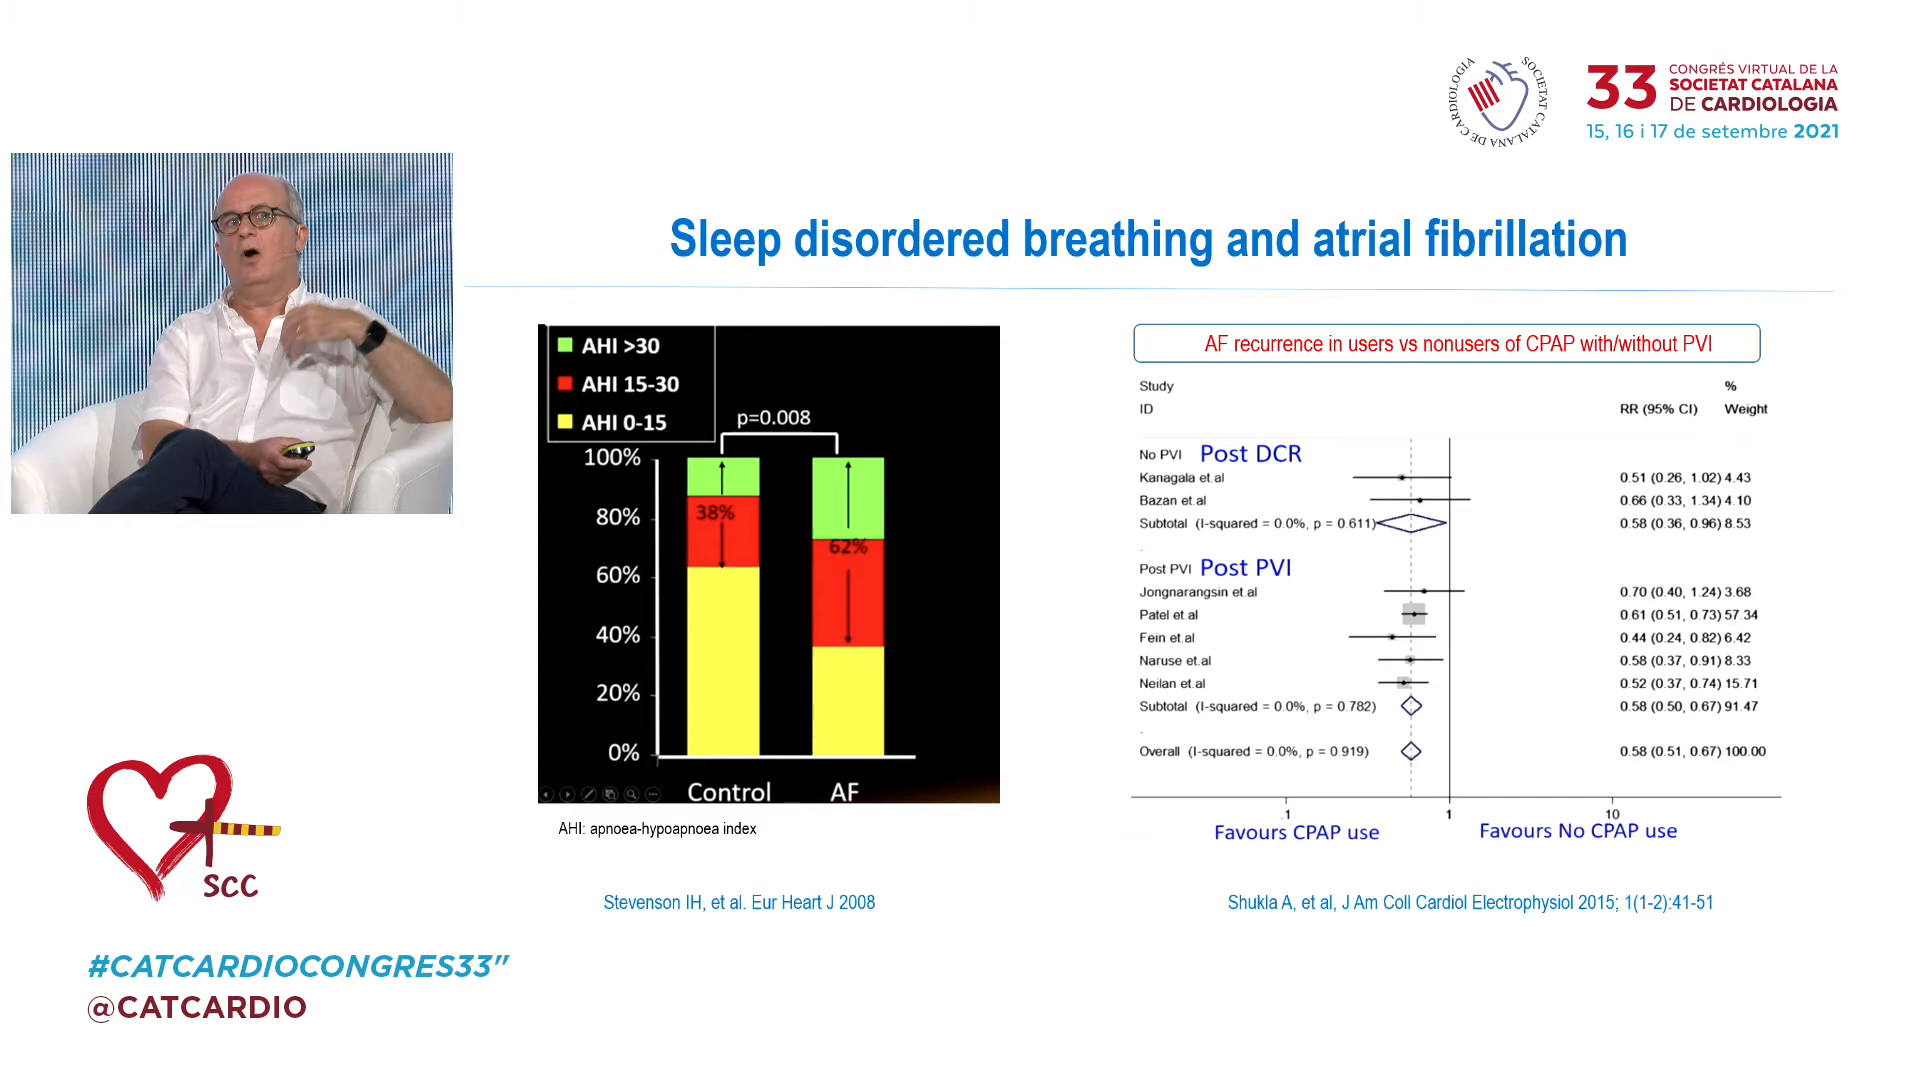 SOCIETAT CATALANA DE CARDIOLOGIA
33
CONGRÉS VIRTUAL DE LA
SOCIETAT CATALANA
DE CARDIOLOGIA
15, 16 i 17 de setembre 2021
Sleep disordered breathing and atrial fibrillation
AHI >30
AHI 15-30
AHI 0-15
p=0.008
100%
80%
60%
40%
20%
0%
38%
62%
Control AF
AHI: apnoea-hypoapnoea index
Stevenson IH, et al. Eur Heart J 2008
AF recurrence in users vs nonusers of CPAP with/without PVI
Study %
ID RR (95% CI) Weight
No PVI Post DCR
Kanagala et.al 0.51 (0.26, 1.02) 4.43
Bazan et.al 0.66 (0.33, 1.34) 4.10
Subtotal (I-squared = 0.0%, p = 0.611) 0.58 (0.36, 0.96) 8.53
.
Post PVI Post PVI
Jongnarangsin et.al 0.70 (0.40, 1.24) 3.68
Patel et.al 0.61 (0.51, 0.73) 57.34
Fein et.al 0.44 (0.24, 0.82) 6.42
Naruse et.al 0.58 (0.37, 0.91) 8.33
Neilan et.al 0.52 (0.37, 0.74) 15.71
Subtotal (I-squared = 0.0%, p = 0.782) 0.58 (0.50, 0.67) 91.47
.
Overall (I-squared = 0.0%, p = 0.919) 0.58 (0.51, 0.67) 100.00
.1 1 10
Favours CPAP use Favours No CPAP use
Shukla A, et al, J Am Coll Cardiol Electrophysiol 2015; 1(1-2):41-51
SCC
#CATCARDIOCONGRES33"
@CATCARDIO